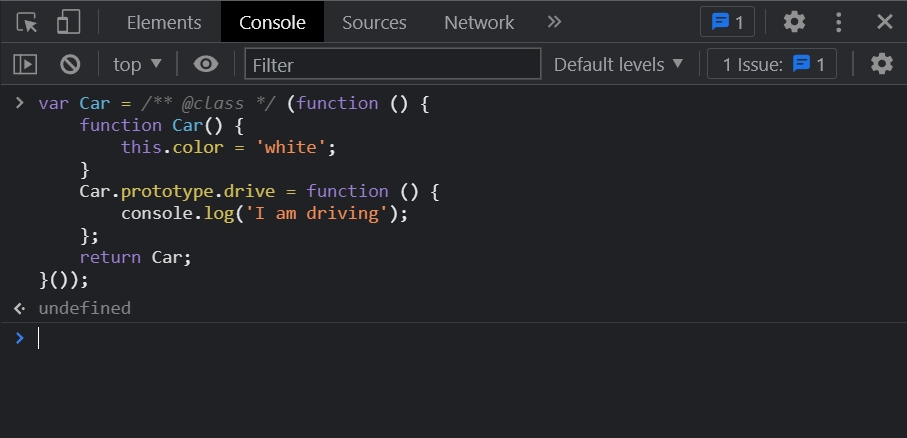 Elements Console Sources Network 1
top Filter Default levels 1 Issue: 1
var Car = /** @class */ (function () {
    function Car() {
        this.color = 'white';
    }
    Car.prototype.drive = function () {
        console.log('I am driving');
    };
    return Car;
}());
undefined